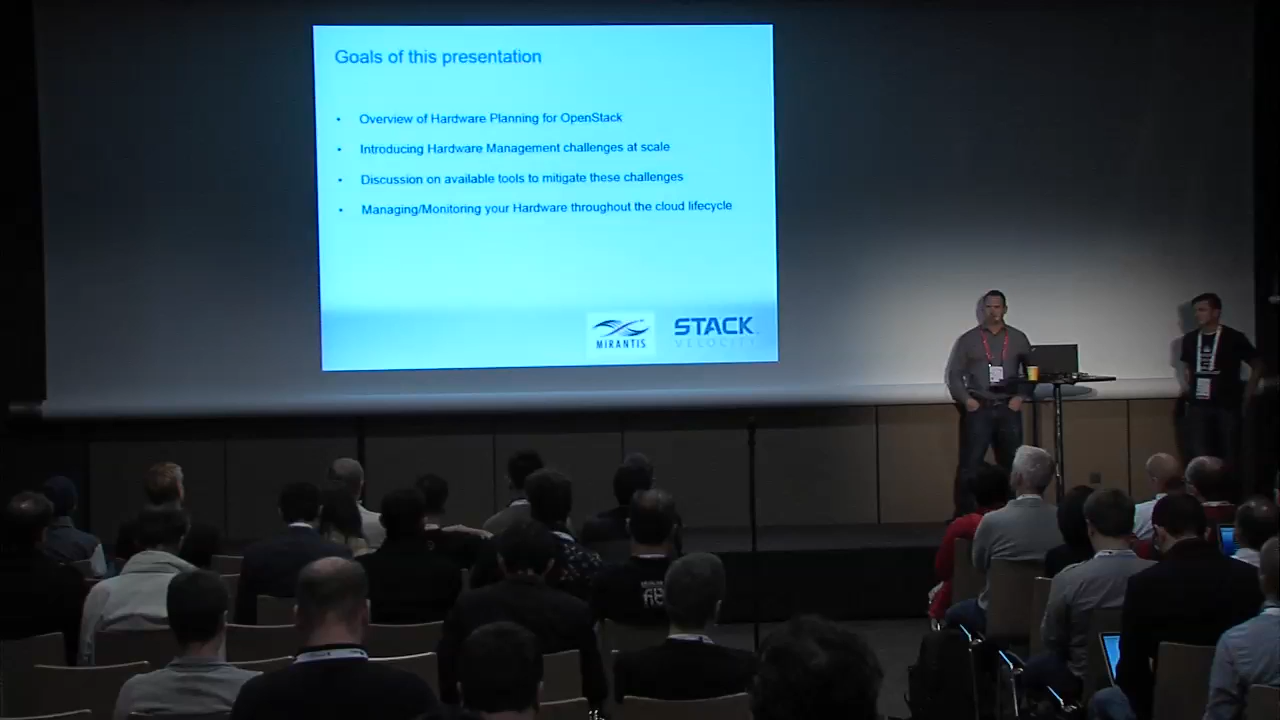 Goals of this presentation
• Overview of Hardware Planning for OpenStack
• Introducing Hardware Management challenges at scale
• Discussion on available tools to mitigate these challenges
• Managing/Monitoring your Hardware throughout the cloud lifecycle
MIRANTIS
STACK
VELOCITY